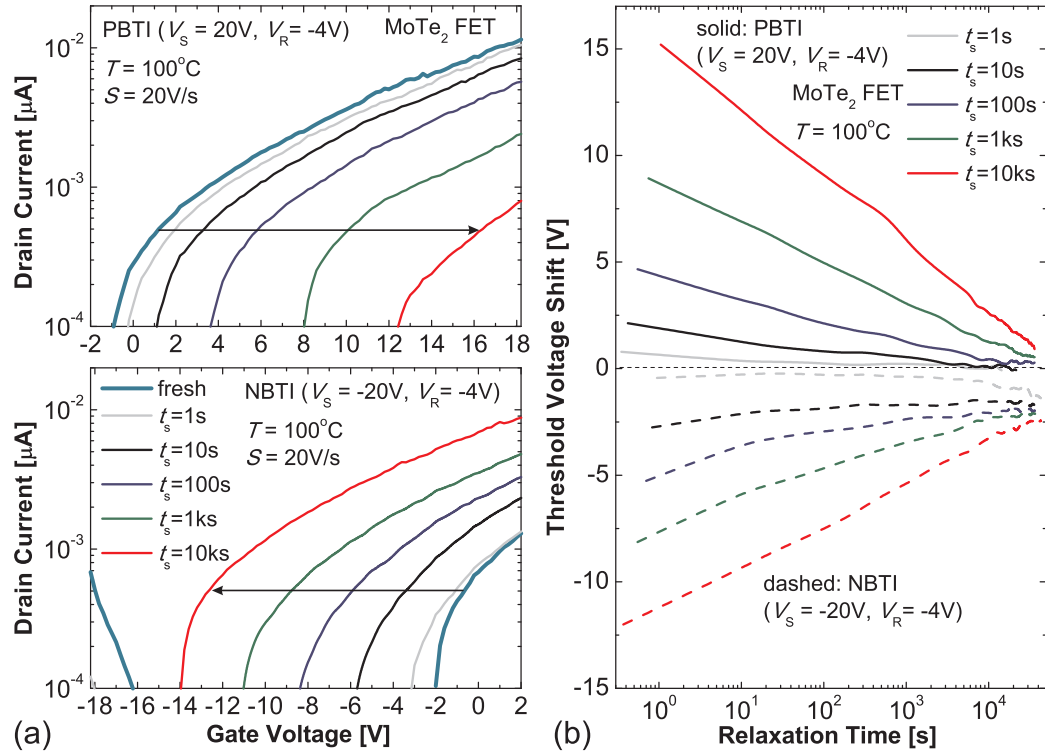 PBTI (VS = 20V, VR= -4V) MoTe2 FET
T = 100°C
S = 20V/s
Drain Current [µA]
10-2
10-3
10-4
-2 0 2 4 6 8 10 12 14 16 18
fresh
ts=1s
ts=10s
ts=100s
ts=1ks
ts=10ks
NBTI (VS = -20V, VR= -4V)
T = 100°C
S = 20V/s
Drain Current [µA]
10-2
10-3
10-4
-18 -16 -14 -12 -10 -8 -6 -4 -2 0 2
Gate Voltage [V]
(a)
solid: PBTI
(VS = 20V, VR= -4V)
MoTe2 FET
T = 100°C
ts=1s
ts=10s
ts=100s
ts=1ks
ts=10ks
Threshold Voltage Shift [V]
15
10
5
0
-5
-10
-15
dashed: NBTI
(VS = -20V, VR= -4V)
100 101 102 103 104
Relaxation Time [s]
(b)